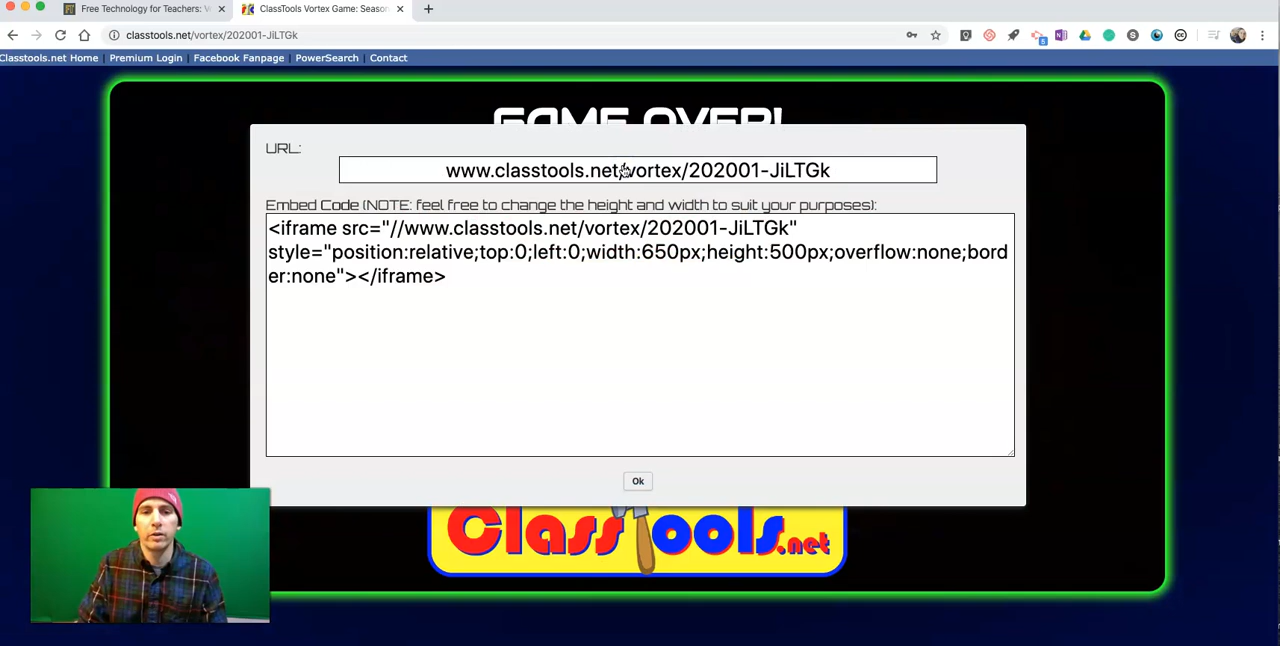 Free Technology for Teachers: V
ClassTools Vortex Game: Season
classtools.net/vortex/202001-JiLTGk
Classtools.net Home | Premium Login | Facebook Fanpage | PowerSearch | Contact
GAME OVER!
URL:
www.classtools.net/vortex/202001-JiLTGk
Embed Code (NOTE: feel free to change the height and width to suit your purposes):
<iframe src="//www.classtools.net/vortex/202001-JiLTGk"
style="position:relative;top:0;left:0;width:650px;height:500px;overflow:none;bord
er:none"></iframe>
Ok
ClassTools.net